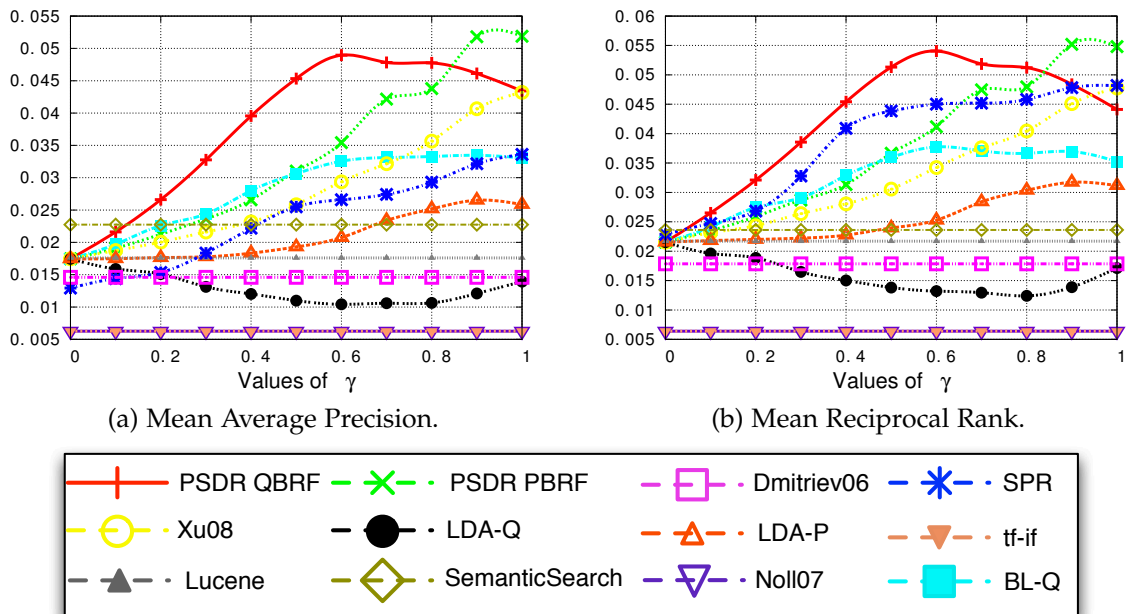 0. 055
0. 05
0. 045
0. 04
0. 035
0. 03
0. 025
0. 02
0. 015
0. 01
0. 005
0 0. 2 0. 4 0. 6 0. 8 1
Values of γ
(a) Mean Average Precision.
0. 06
0. 055
0. 05
0. 045
0. 04
0. 035
0. 03
0. 025
0. 02
0. 015
0. 01
0. 005
0 0. 2 0. 4 0. 6 0. 8 1
Values of γ
(b) Mean Reciprocal Rank.
PSDR QBRF PSDR PBRF Dmitriev06 SPR
Xu08 LDA-Q LDA-P tf-if
Lucene SemanticSearch Noll07 BL-Q